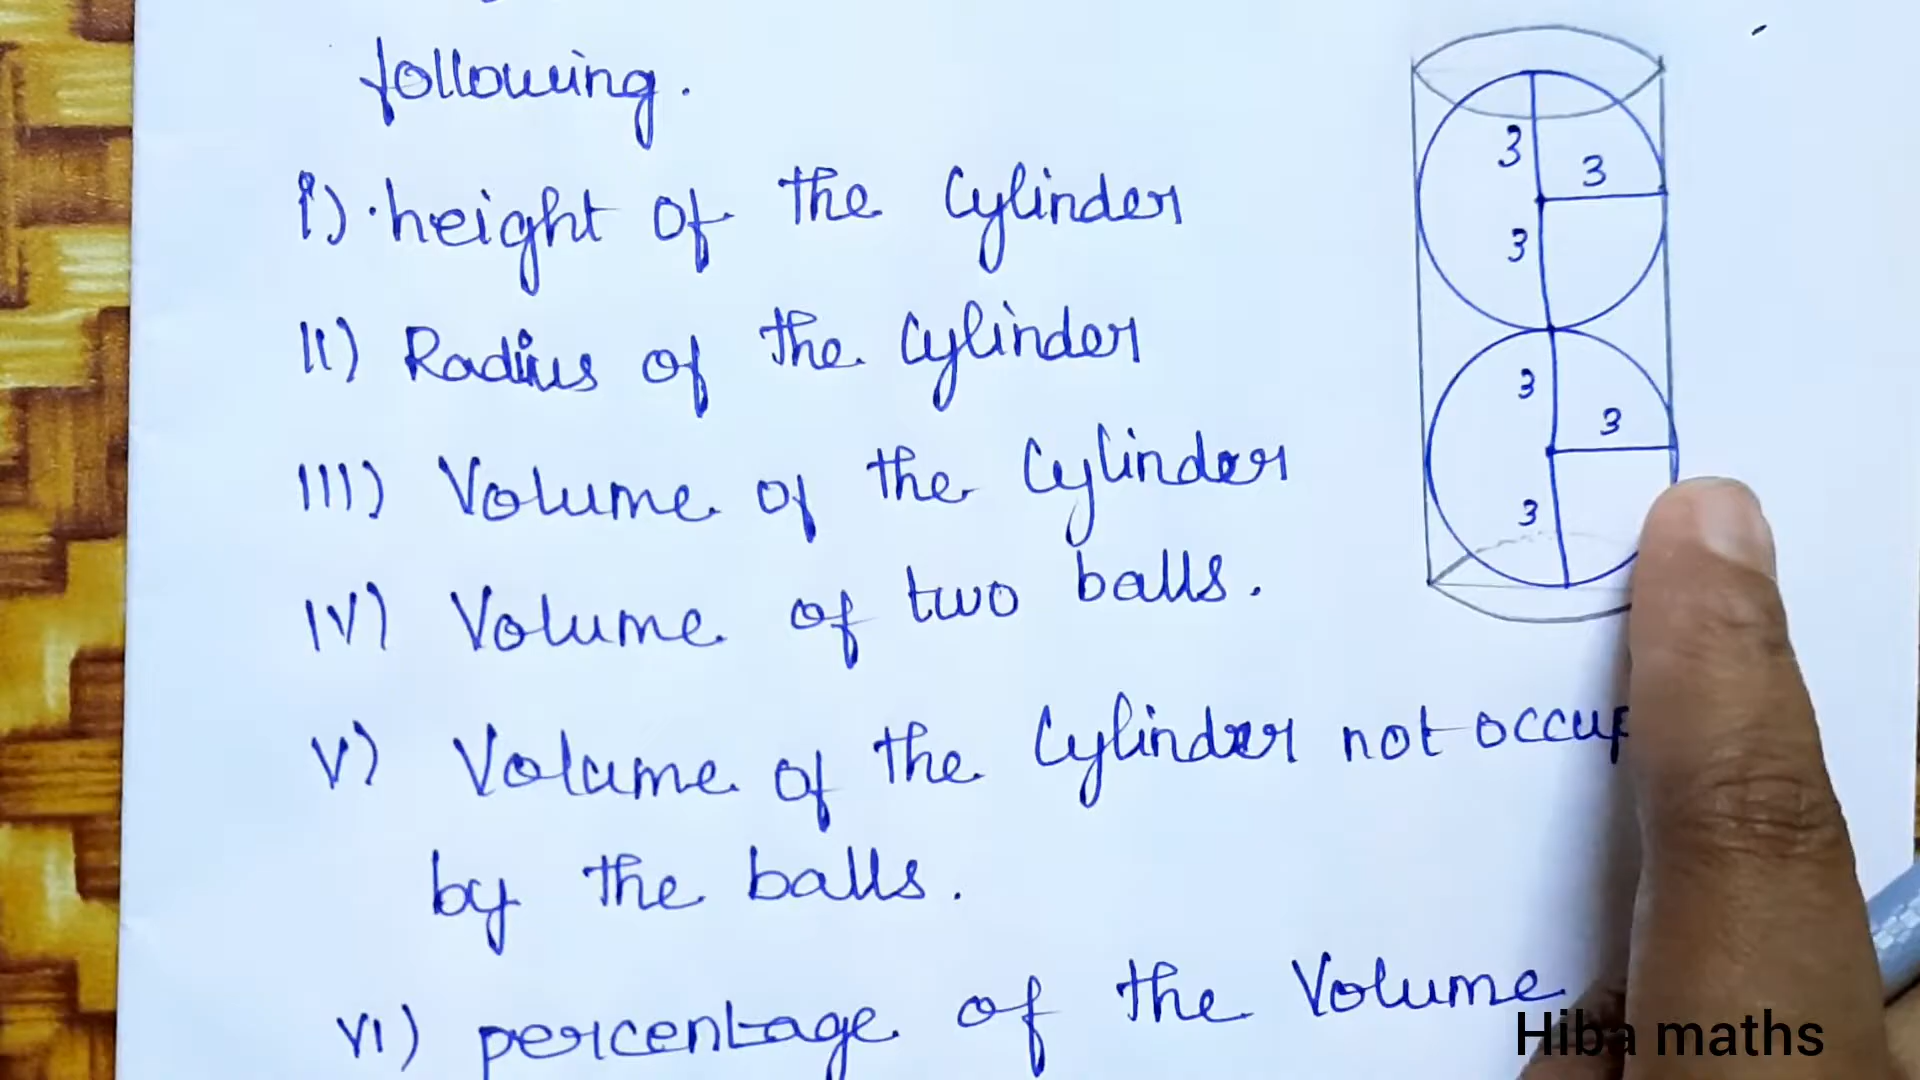 following.
i) height of the Cylinder
II) Radius of the Cylinder
III) Volume of the Cylinder
IV) Volume of two balls.
V) Volume of the Cylinder not occup
by the balls.
VI) percentage of the Volume
3
3
3
3
3
3
Hiba maths